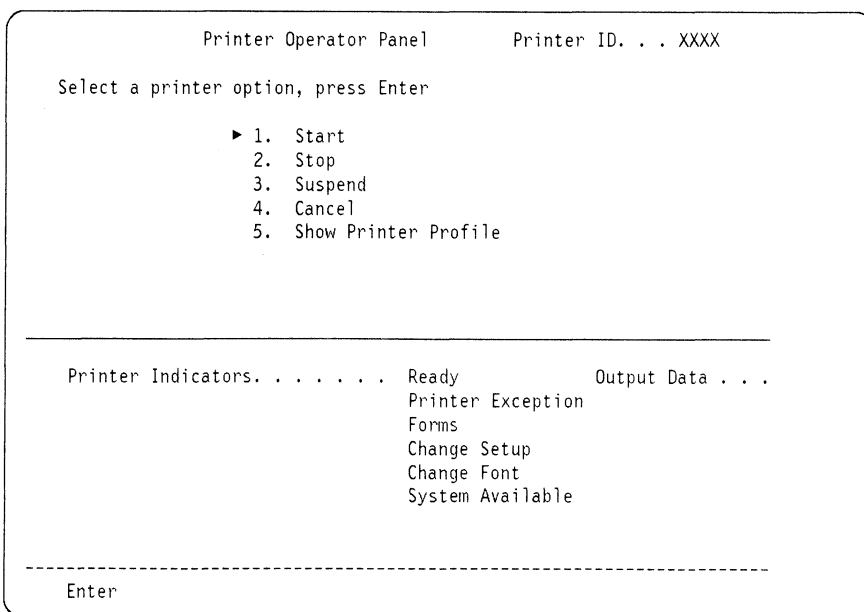 Printer Operator Panel Printer ID. . . XXXX
Select a printer option, press Enter
► 1. Start
2. Stop
3. Suspend
4. Cancel
5. Show Printer Profile
Printer Indicators. . . . . . . Ready Output Data . . .
Printer Exception
Forms
Change Setup
Change Font
System Available
Enter